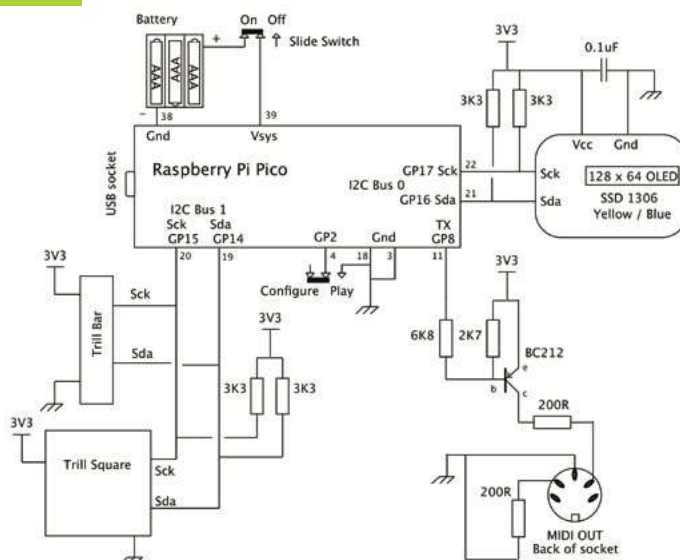 Battery
On Off
+
Slide Switch
AAA
AAA
AAA
−
38
39
3V3
0.1uF
3K3
3K3
Gnd
Vsys
Raspberry Pi Pico
USB socket
GP17 Sck
22
I2C Bus 0
GP16 Sda
21
Vcc
Gnd
Sck
128 x 64 OLED
Sda
SSD 1306
Yellow / Blue
I2C Bus 1
Sck
Sda
GP15
GP14
GP2
Gnd
TX
GP8
20
19
4
18
3
11
Configure Play
3V3
Sck
Trill Bar
Sda
3V3
3K3
3K3
3V3
6K8
2K7
BC212
e
b
c
200R
3V3
Trill Square
Sck
Sda
200R
MIDI OUT
Back of socket